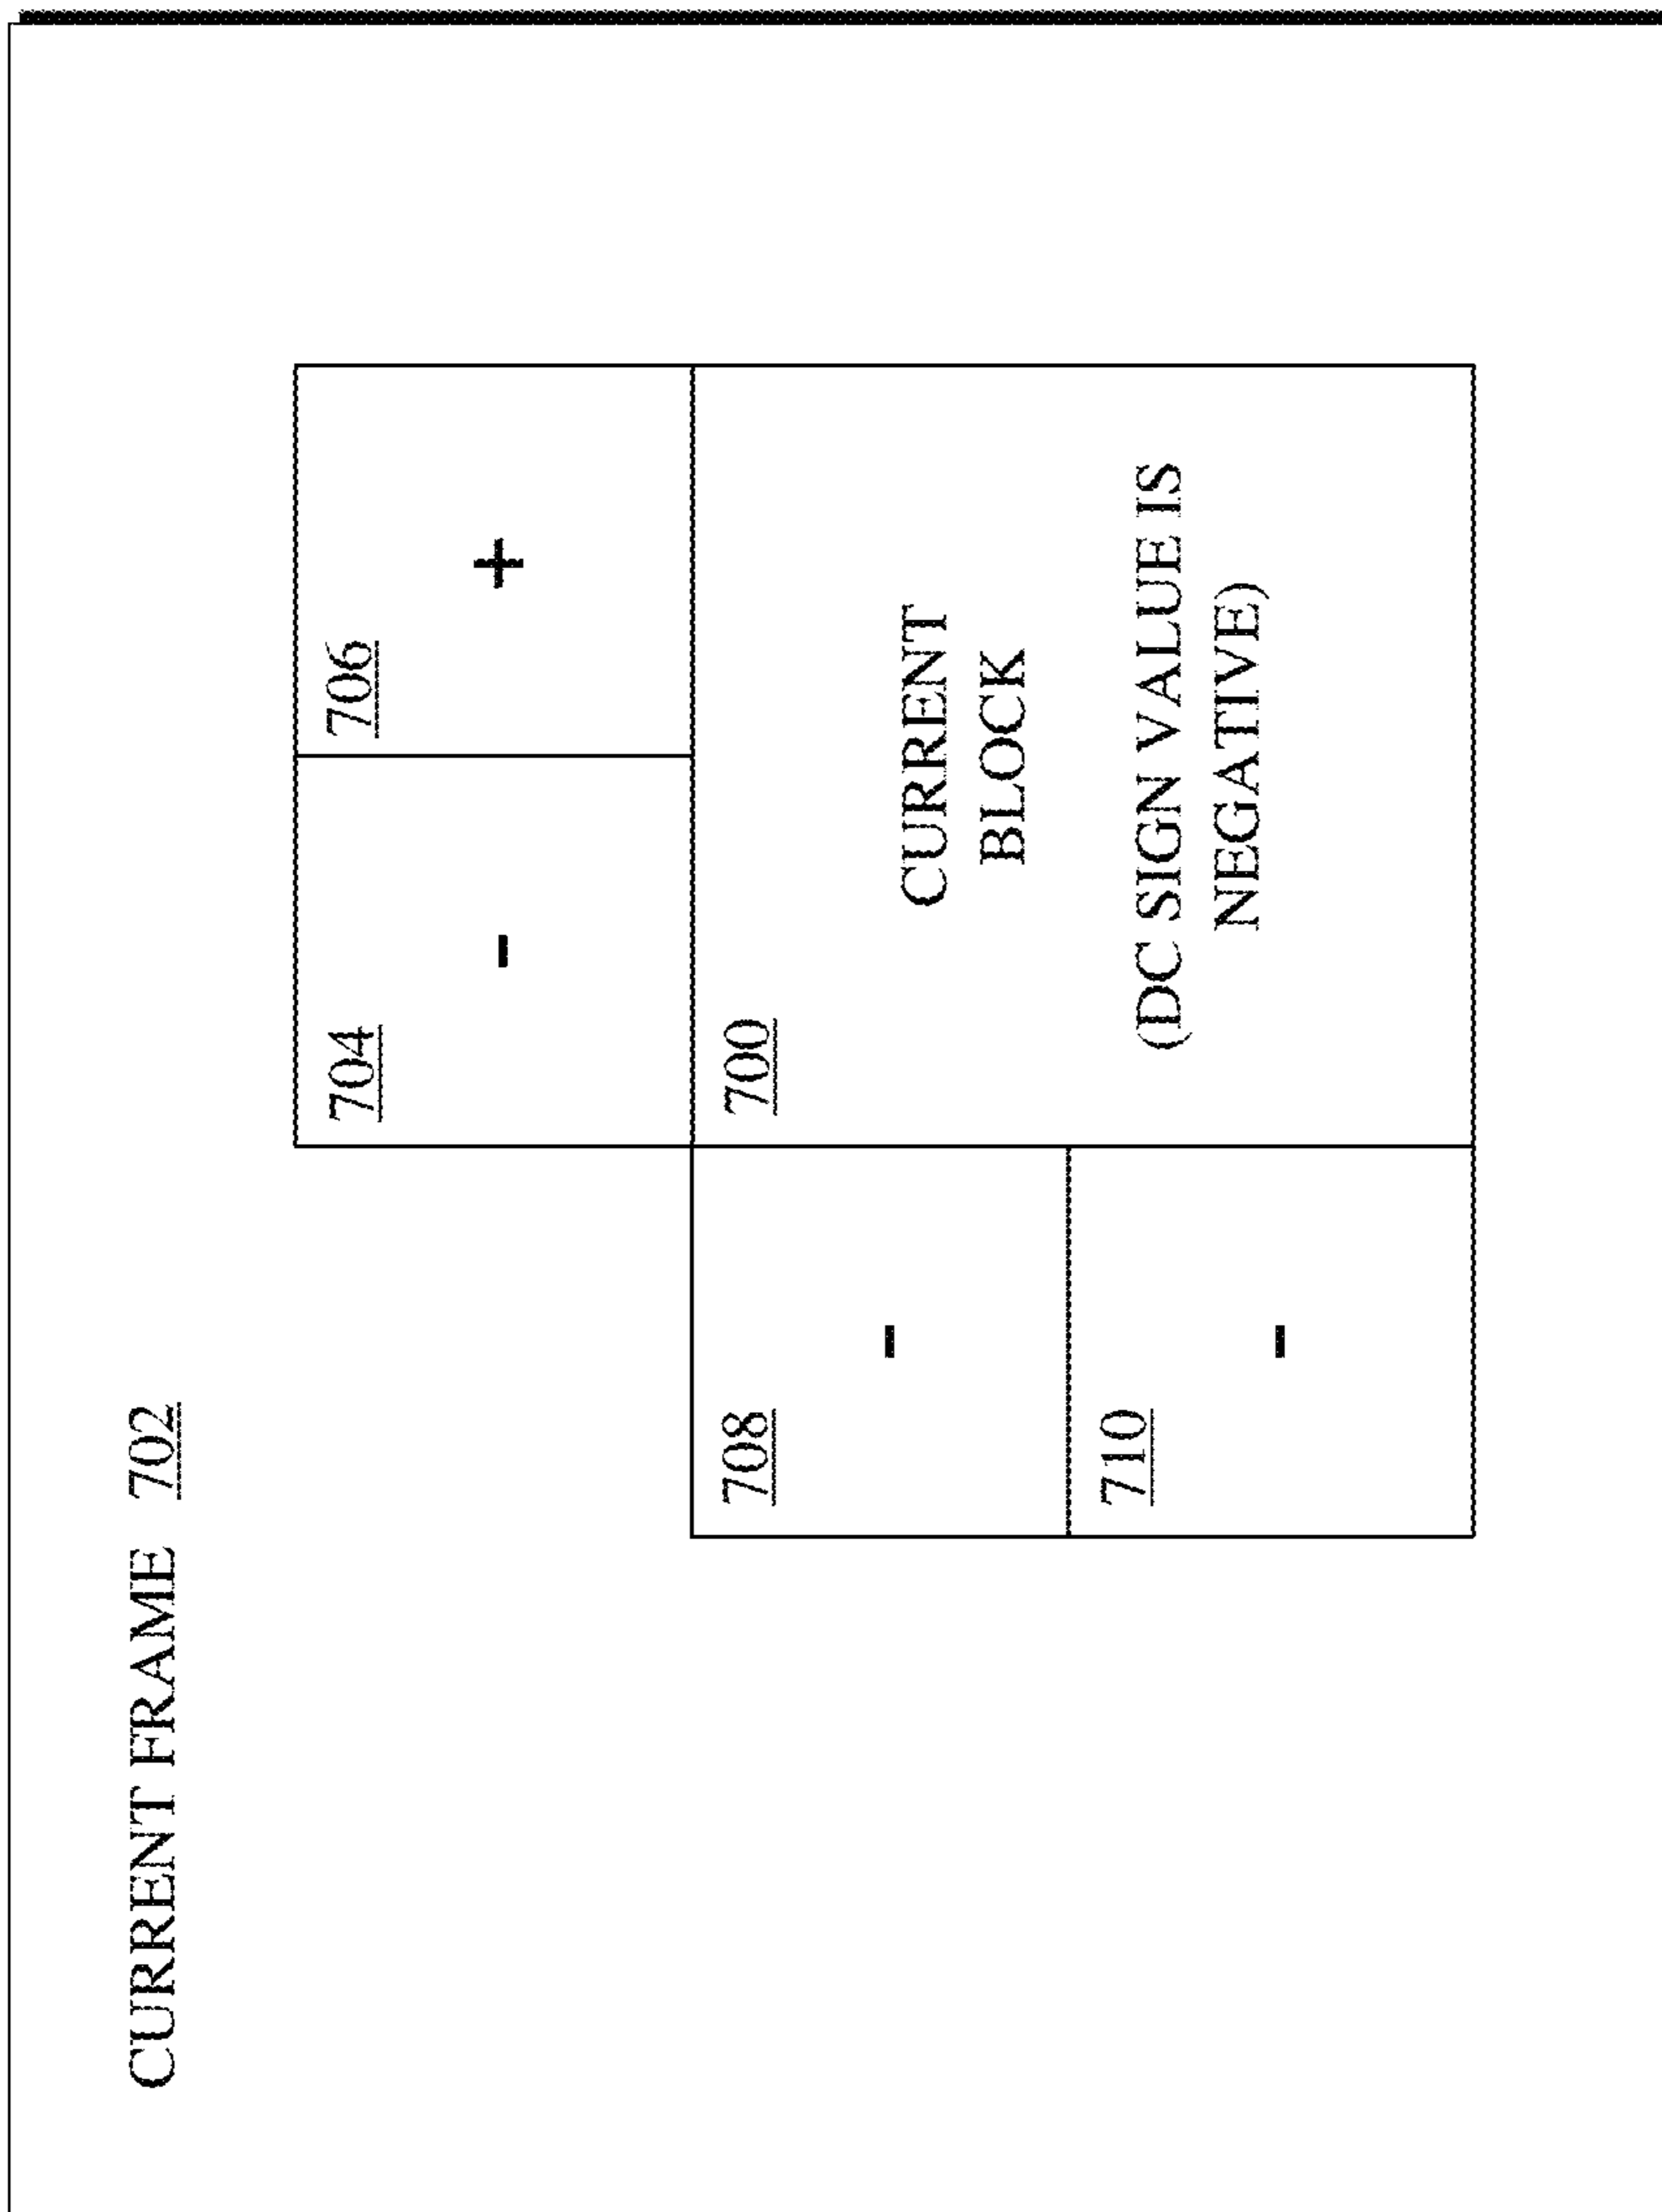 CURRENT FRAME 702
704
-
706
+
708
-
700
CURRENT
BLOCK
(DC SIGN VALUE IS
NEGATIVE)
710
-